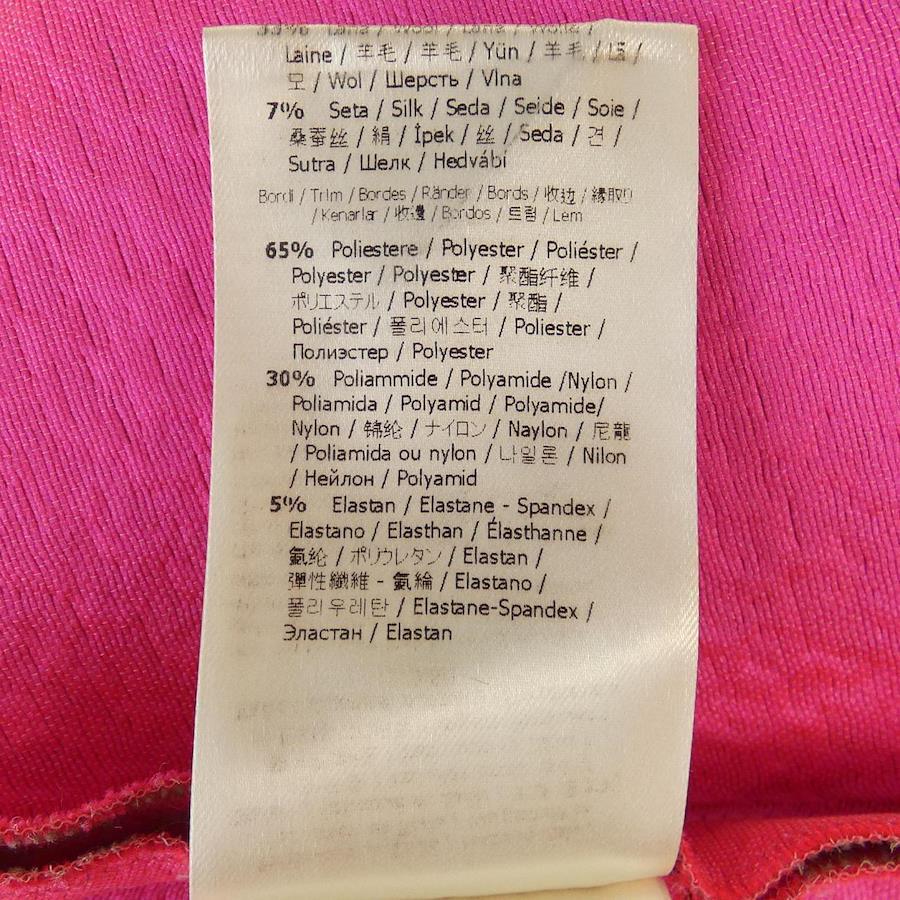 Laine / 羊毛 / 羊毛 / Yün / 羊毛 / Lã /
모 / Wol / Шерсть / Vlna
7% Seta / Silk / Seda / Seide / Soie /
桑蚕丝 / 絹 / İpek / 丝 / Seda / 견 /
Sutra / Шелк / Hedvábí
Bordi / Trim / Bordes / Ränder / Bords / 收边 / 縁取り
/ Kenarlar / 收邊 / Bordos / 트림 / Lem
65% Poliestere / Polyester / Poliéster /
Polyester / Polyester / 聚酯纤维 /
ポリエステル / Polyester / 聚酯 /
Poliéster / 폴리에스터 / Poliester /
Полиэстер / Polyester
30% Poliammide / Polyamide /Nylon /
Poliamida / Polyamid / Polyamide/
Nylon / 锦纶 / ナイロン / Naylon / 尼龍
/ Poliamida ou nylon / 나일론 / Nilon
/ Нейлон / Polyamid
5% Elastan / Elastane - Spandex /
Elastano / Elasthan / Élasthanne /
氨纶 / ポリウレタン / Elastan /
彈性纖維 - 氨綸 / Elastano /
폴리우레탄 / Elastane-Spandex /
Эластан / Elastan